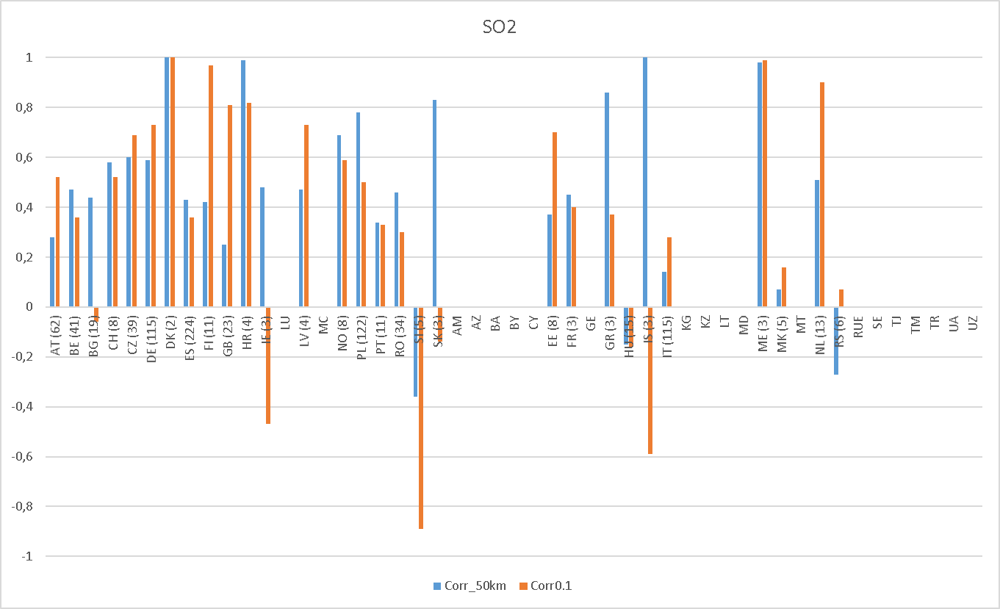 SO2
1
0,8
0,6
0,4
0,2
0
-0,2
-0,4
-0,6
-0,8
-1
AT (62)
BE (41)
BG (19)
CH (8)
CZ (39)
DE (115)
DK (2)
ES (224)
FI (11)
GB (23)
HR (4)
IE (3)
LU
LV (4)
MC
NO (8)
PL (122)
PT (11)
RO (34)
SI (5)
SK (3)
AM
AZ
BA
BY
CY
EE (8)
FR (3)
GE
GR (3)
HU (15)
IS (3)
IT (115)
KG
KZ
LT
MD
ME (3)
MK (5)
MT
NL (13)
RS (6)
RUE
SE
TJ
TM
TR
UA
UZ
Corr_50km
Corr0.1